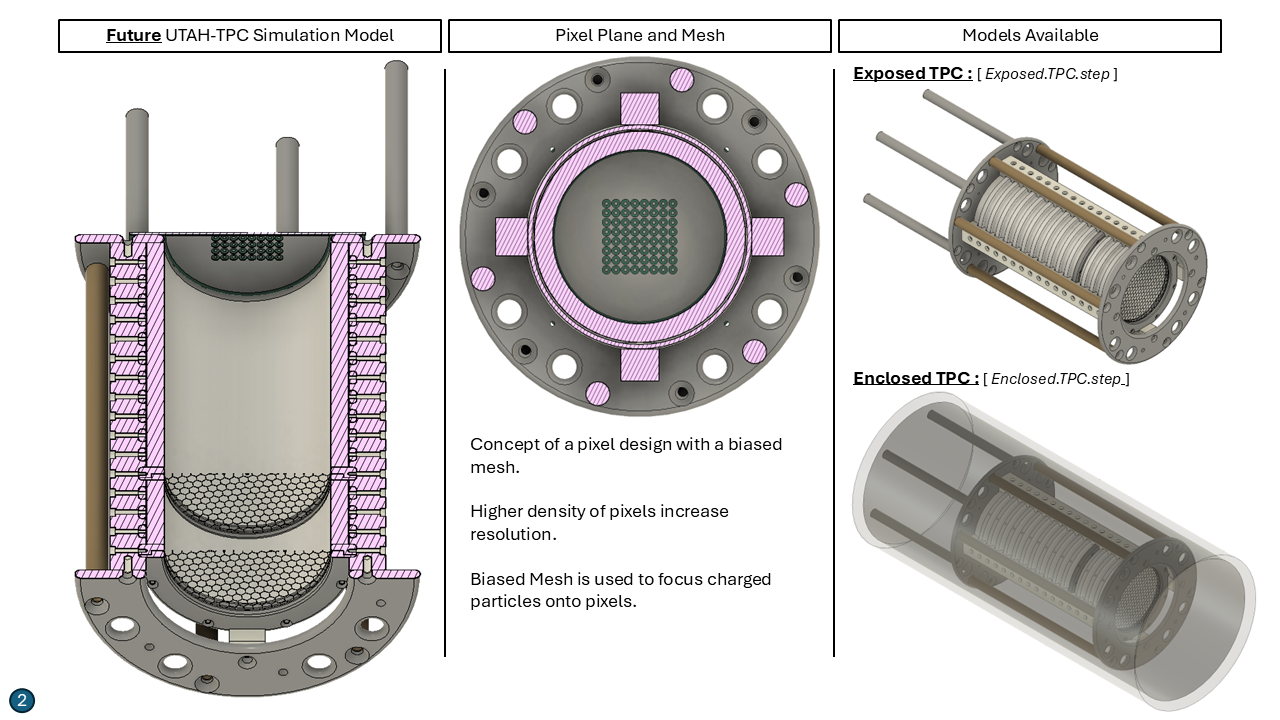 Future UTAH-TPC Simulation Model
Pixel Plane and Mesh
Models Available
Concept of a pixel design with a biased
mesh.
Higher density of pixels increase
resolution.
Biased Mesh is used to focus charged
particles onto pixels.
Exposed TPC : [ Exposed.TPC.step ]
Enclosed TPC : [ Enclosed.TPC.step ]
2